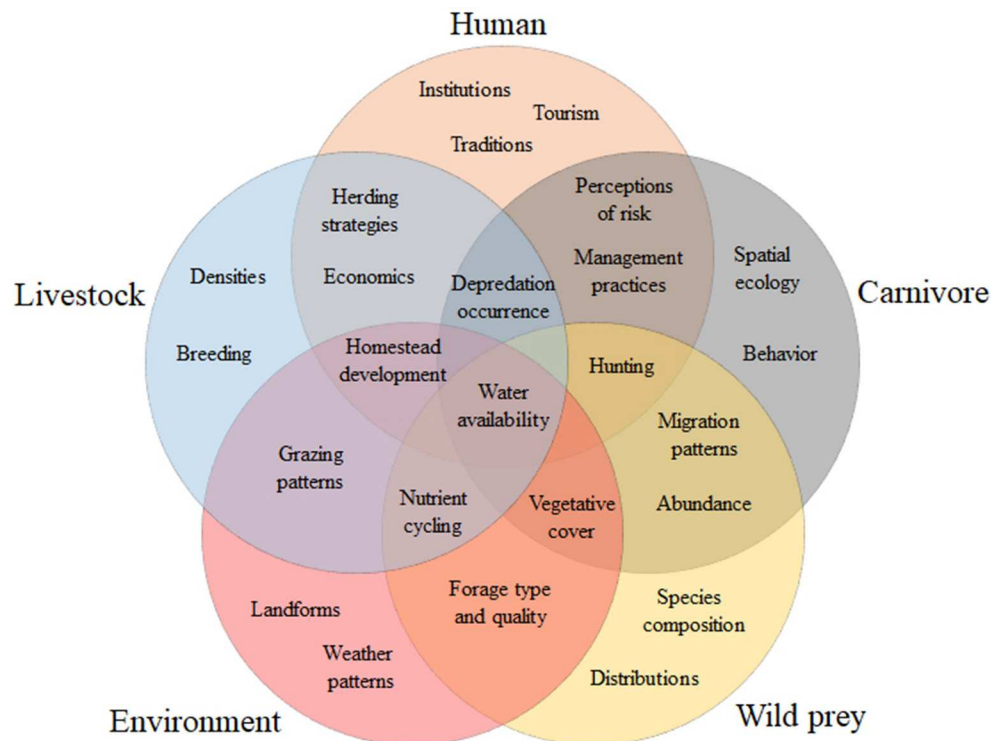 Human
Institutions
Tourism
Traditions
Herding
strategies
Perceptions
of risk
Densities
Economics
Depredation
occurrence
Management
practices
Spatial
ecology
Livestock
Carnivore
Breeding
Homestead
development
Hunting
Behavior
Water
availability
Migration
patterns
Grazing
patterns
Nutrient
cycling
Vegetative
cover
Abundance
Landforms
Forage type
and quality
Species
composition
Weather
patterns
Distributions
Environment
Wild prey